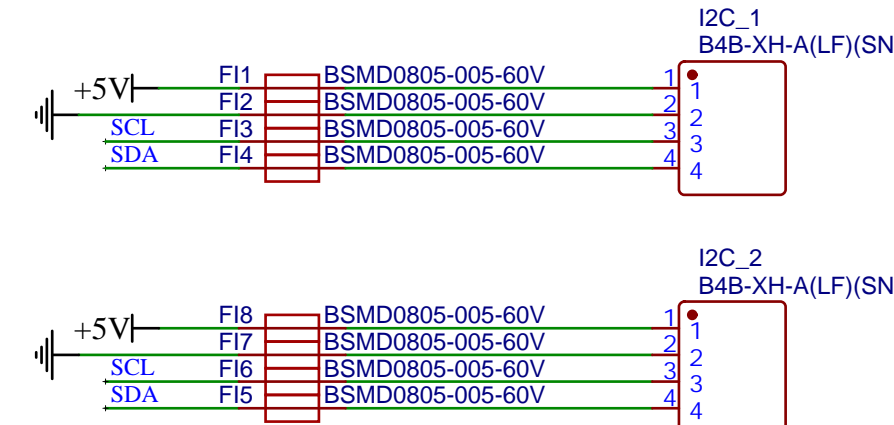 I2C_1
B4B-XH-A(LF)(SN
+5V FI1 BSMD0805-005-60V 1 1
FI2 BSMD0805-005-60V 2 2
SCL FI3 BSMD0805-005-60V 3 3
SDA FI4 BSMD0805-005-60V 4 4
I2C_2
B4B-XH-A(LF)(SN
+5V FI8 BSMD0805-005-60V 1 1
FI7 BSMD0805-005-60V 2 2
SCL FI6 BSMD0805-005-60V 3 3
SDA FI5 BSMD0805-005-60V 4 4